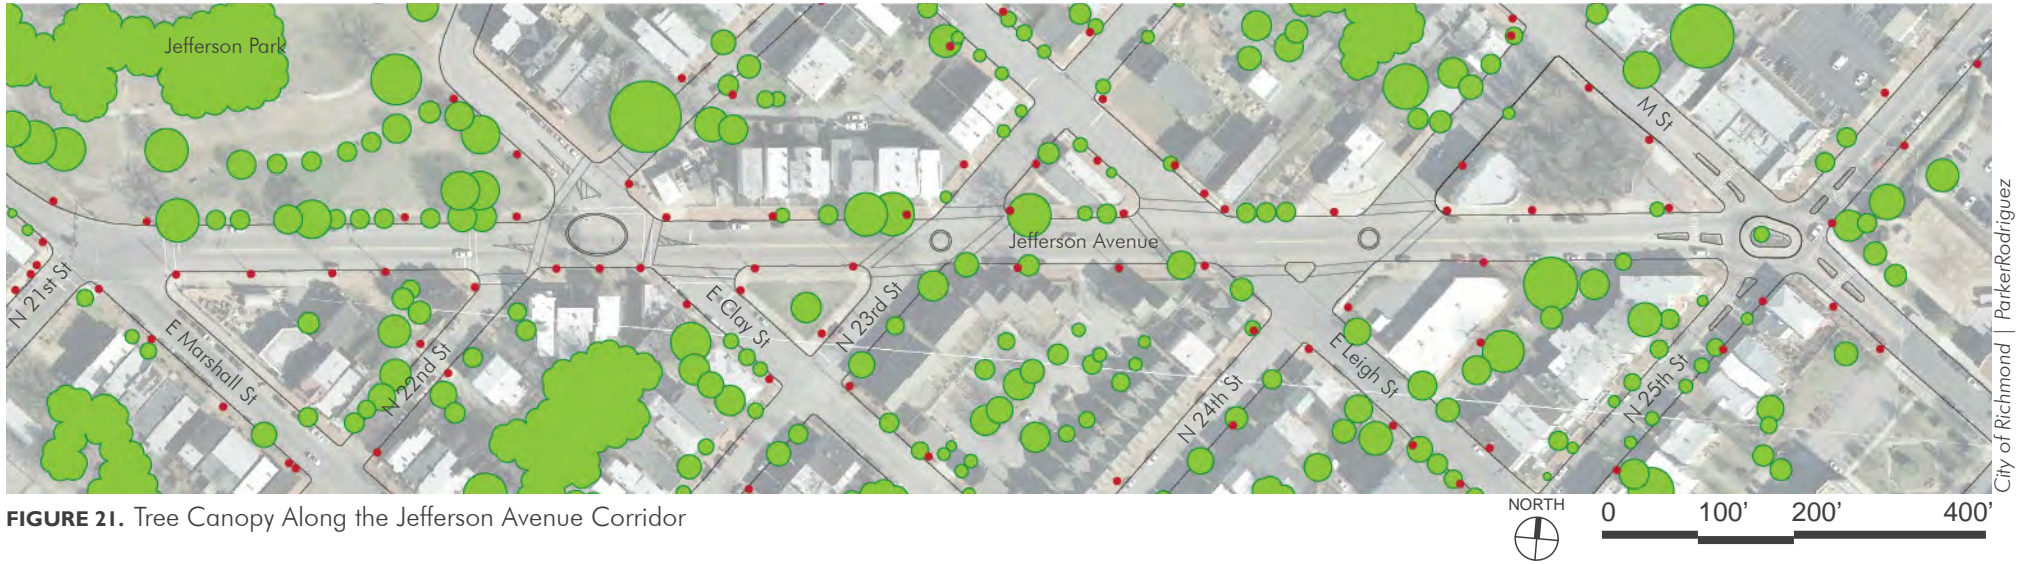 Jefferson Park
M St
Jefferson Avenue
N 21st St
E Marshall St
N 22nd St
E Clay St
N 23rd St
N 24th St
E Leigh St
N 25th St
City of Richmond | ParkerRodriguez
FIGURE 21. Tree Canopy Along the Jefferson Avenue Corridor
NORTH
0 100' 200' 400'